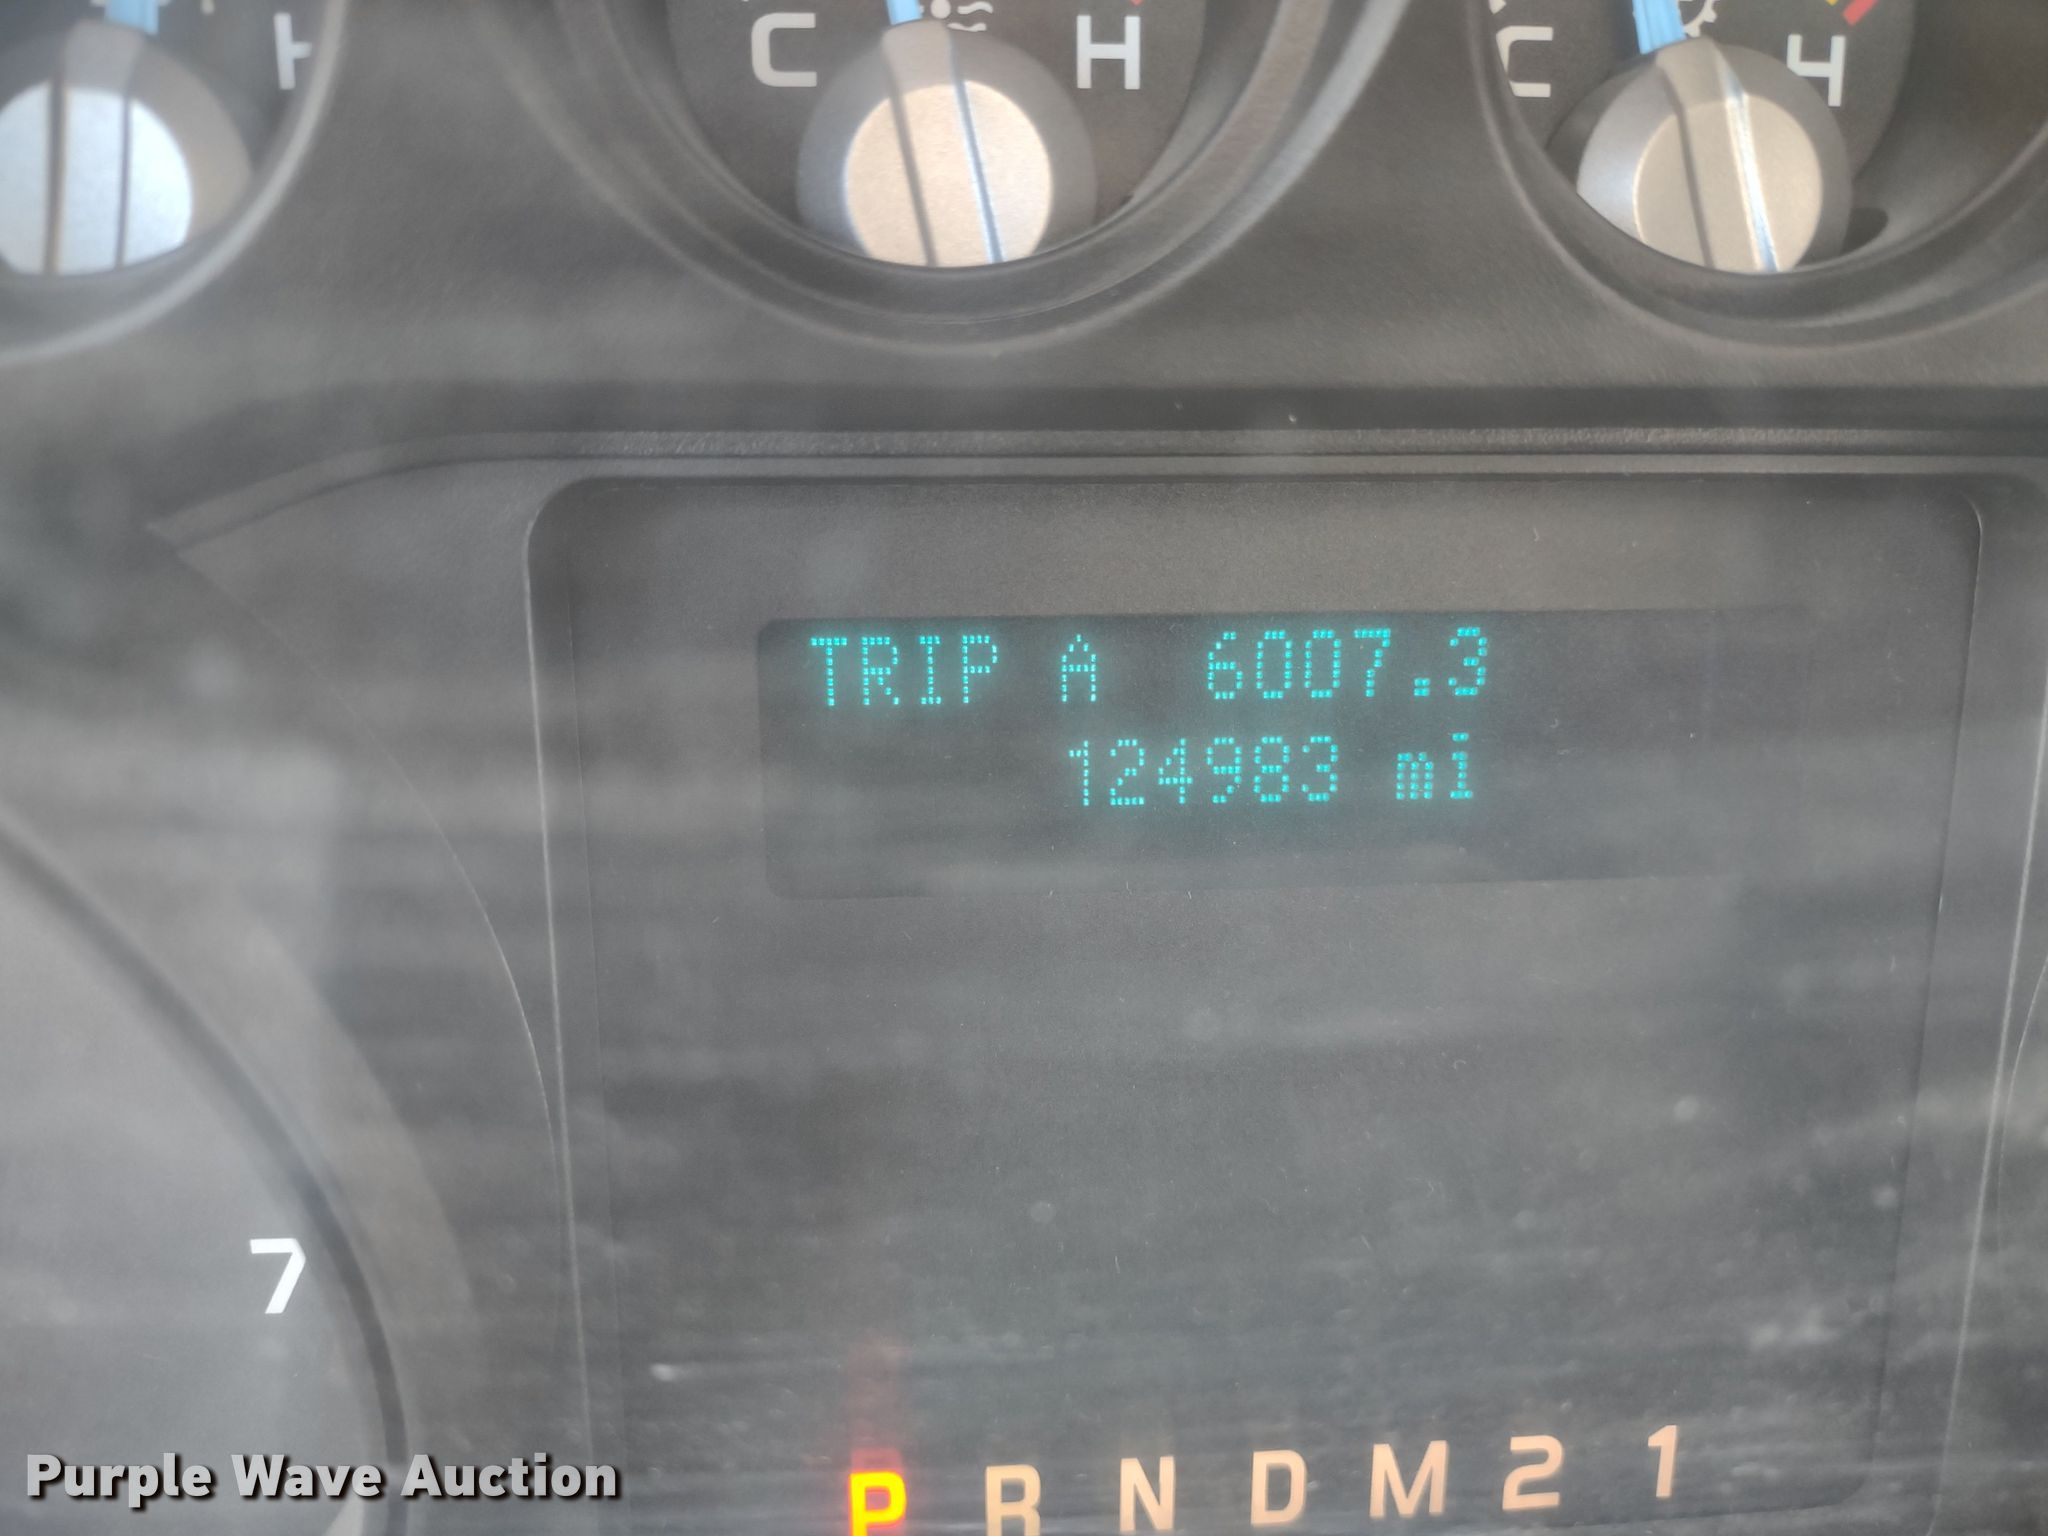 H
C H
C H
TRIP A 6007.3
124983 mi
7
P R N D M 2 1
Purple Wave Auction